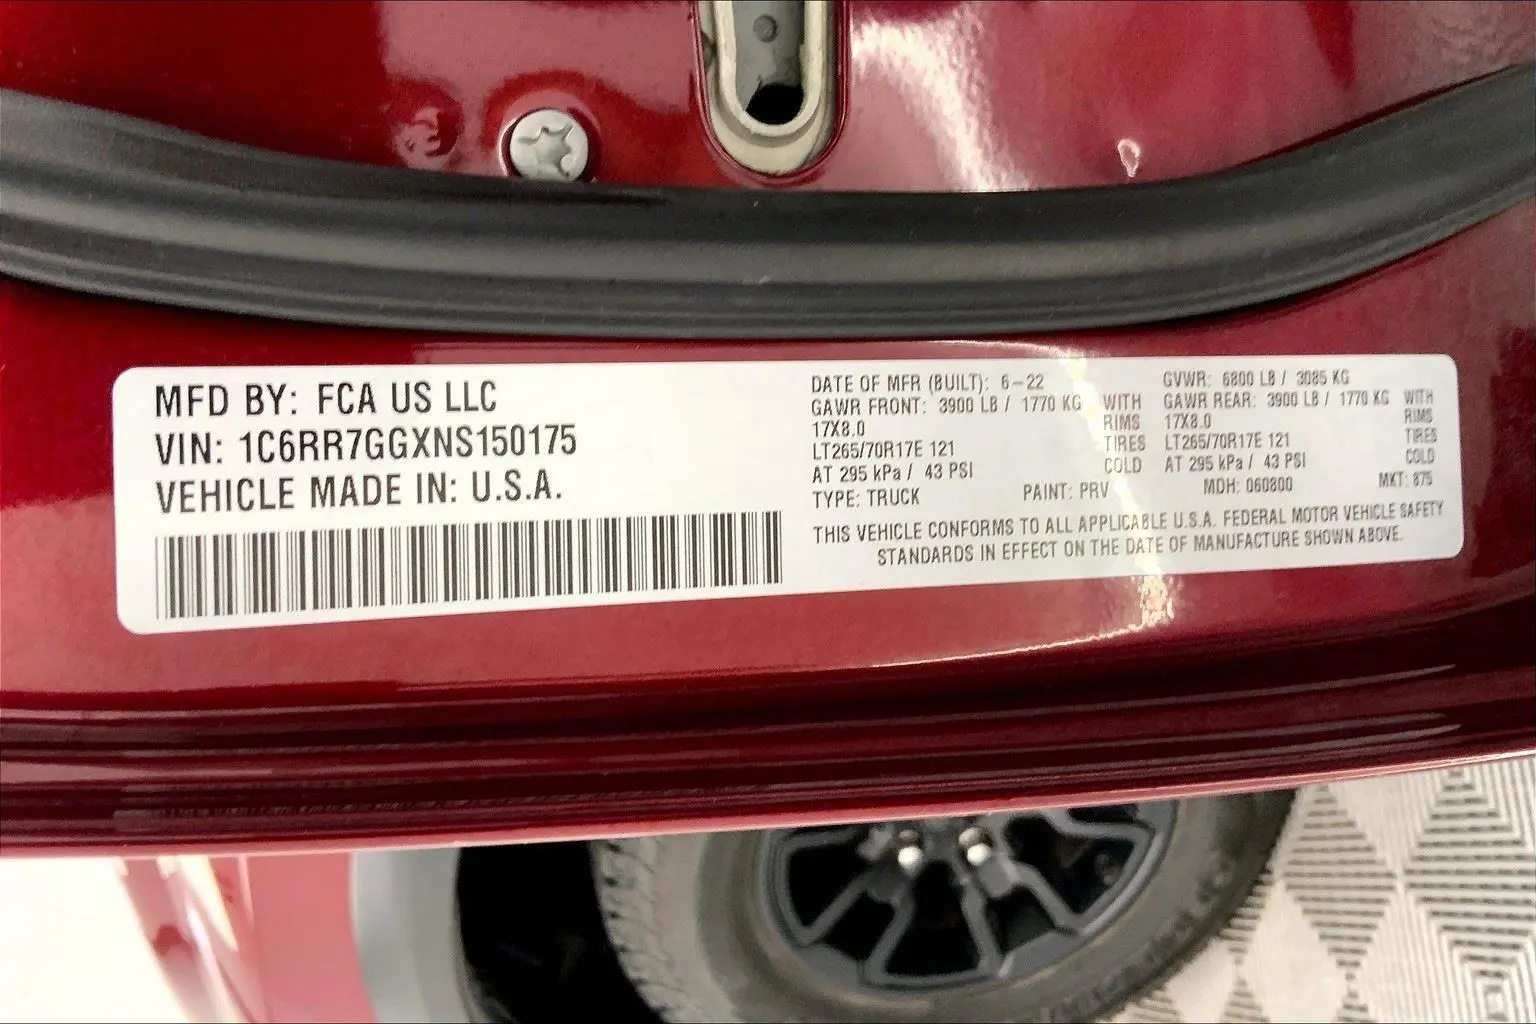 MFD BY: FCA US LLC
VIN: 1C6RR7GGXNS150175
VEHICLE MADE IN: U.S.A.
DATE OF MFR (BUILT): 6-22
GAWR FRONT: 3900 LB / 1770 KG WITH
17X8.0 RIMS
LT265/70R17E 121 TIRES
AT 295 kPa / 43 PSI COLD
TYPE: TRUCK PAINT: PRV
GVWR: 6800 LB / 3085 KG
GAWR REAR: 3900 LB / 1770 KG WITH
17X8.0 RIMS
LT265/70R17E 121 TIRES
AT 295 kPa / 43 PSI COLD
MDH: 060800 MKT: 875
THIS VEHICLE CONFORMS TO ALL APPLICABLE U.S.A. FEDERAL MOTOR VEHICLE SAFETY
STANDARDS IN EFFECT ON THE DATE OF MANUFACTURE SHOWN ABOVE.